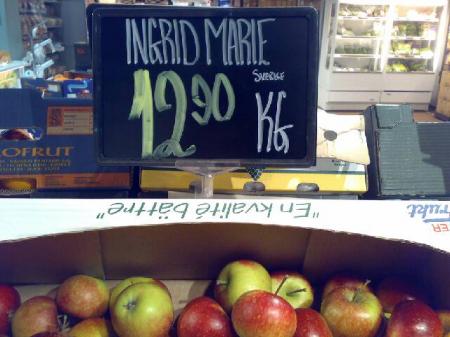 INGRID MARIE
SVERIGE
12.90
KG
OFRUT
"En kvalité bättre"